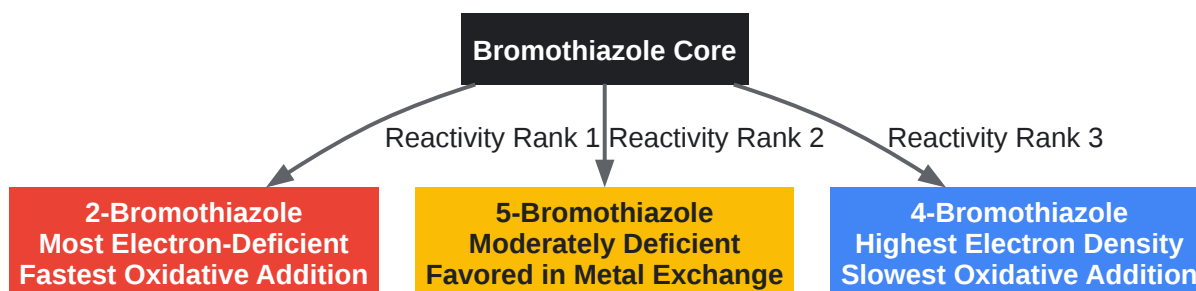 Bromothiazole Core
Reactivity Rank 1
Reactivity Rank 2
Reactivity Rank 3
2-Bromothiazole
Most Electron-Deficient
Fastest Oxidative Addition
5-Bromothiazole
Moderately Deficient
Favored in Metal Exchange
4-Bromothiazole
Highest Electron Density
Slowest Oxidative Addition